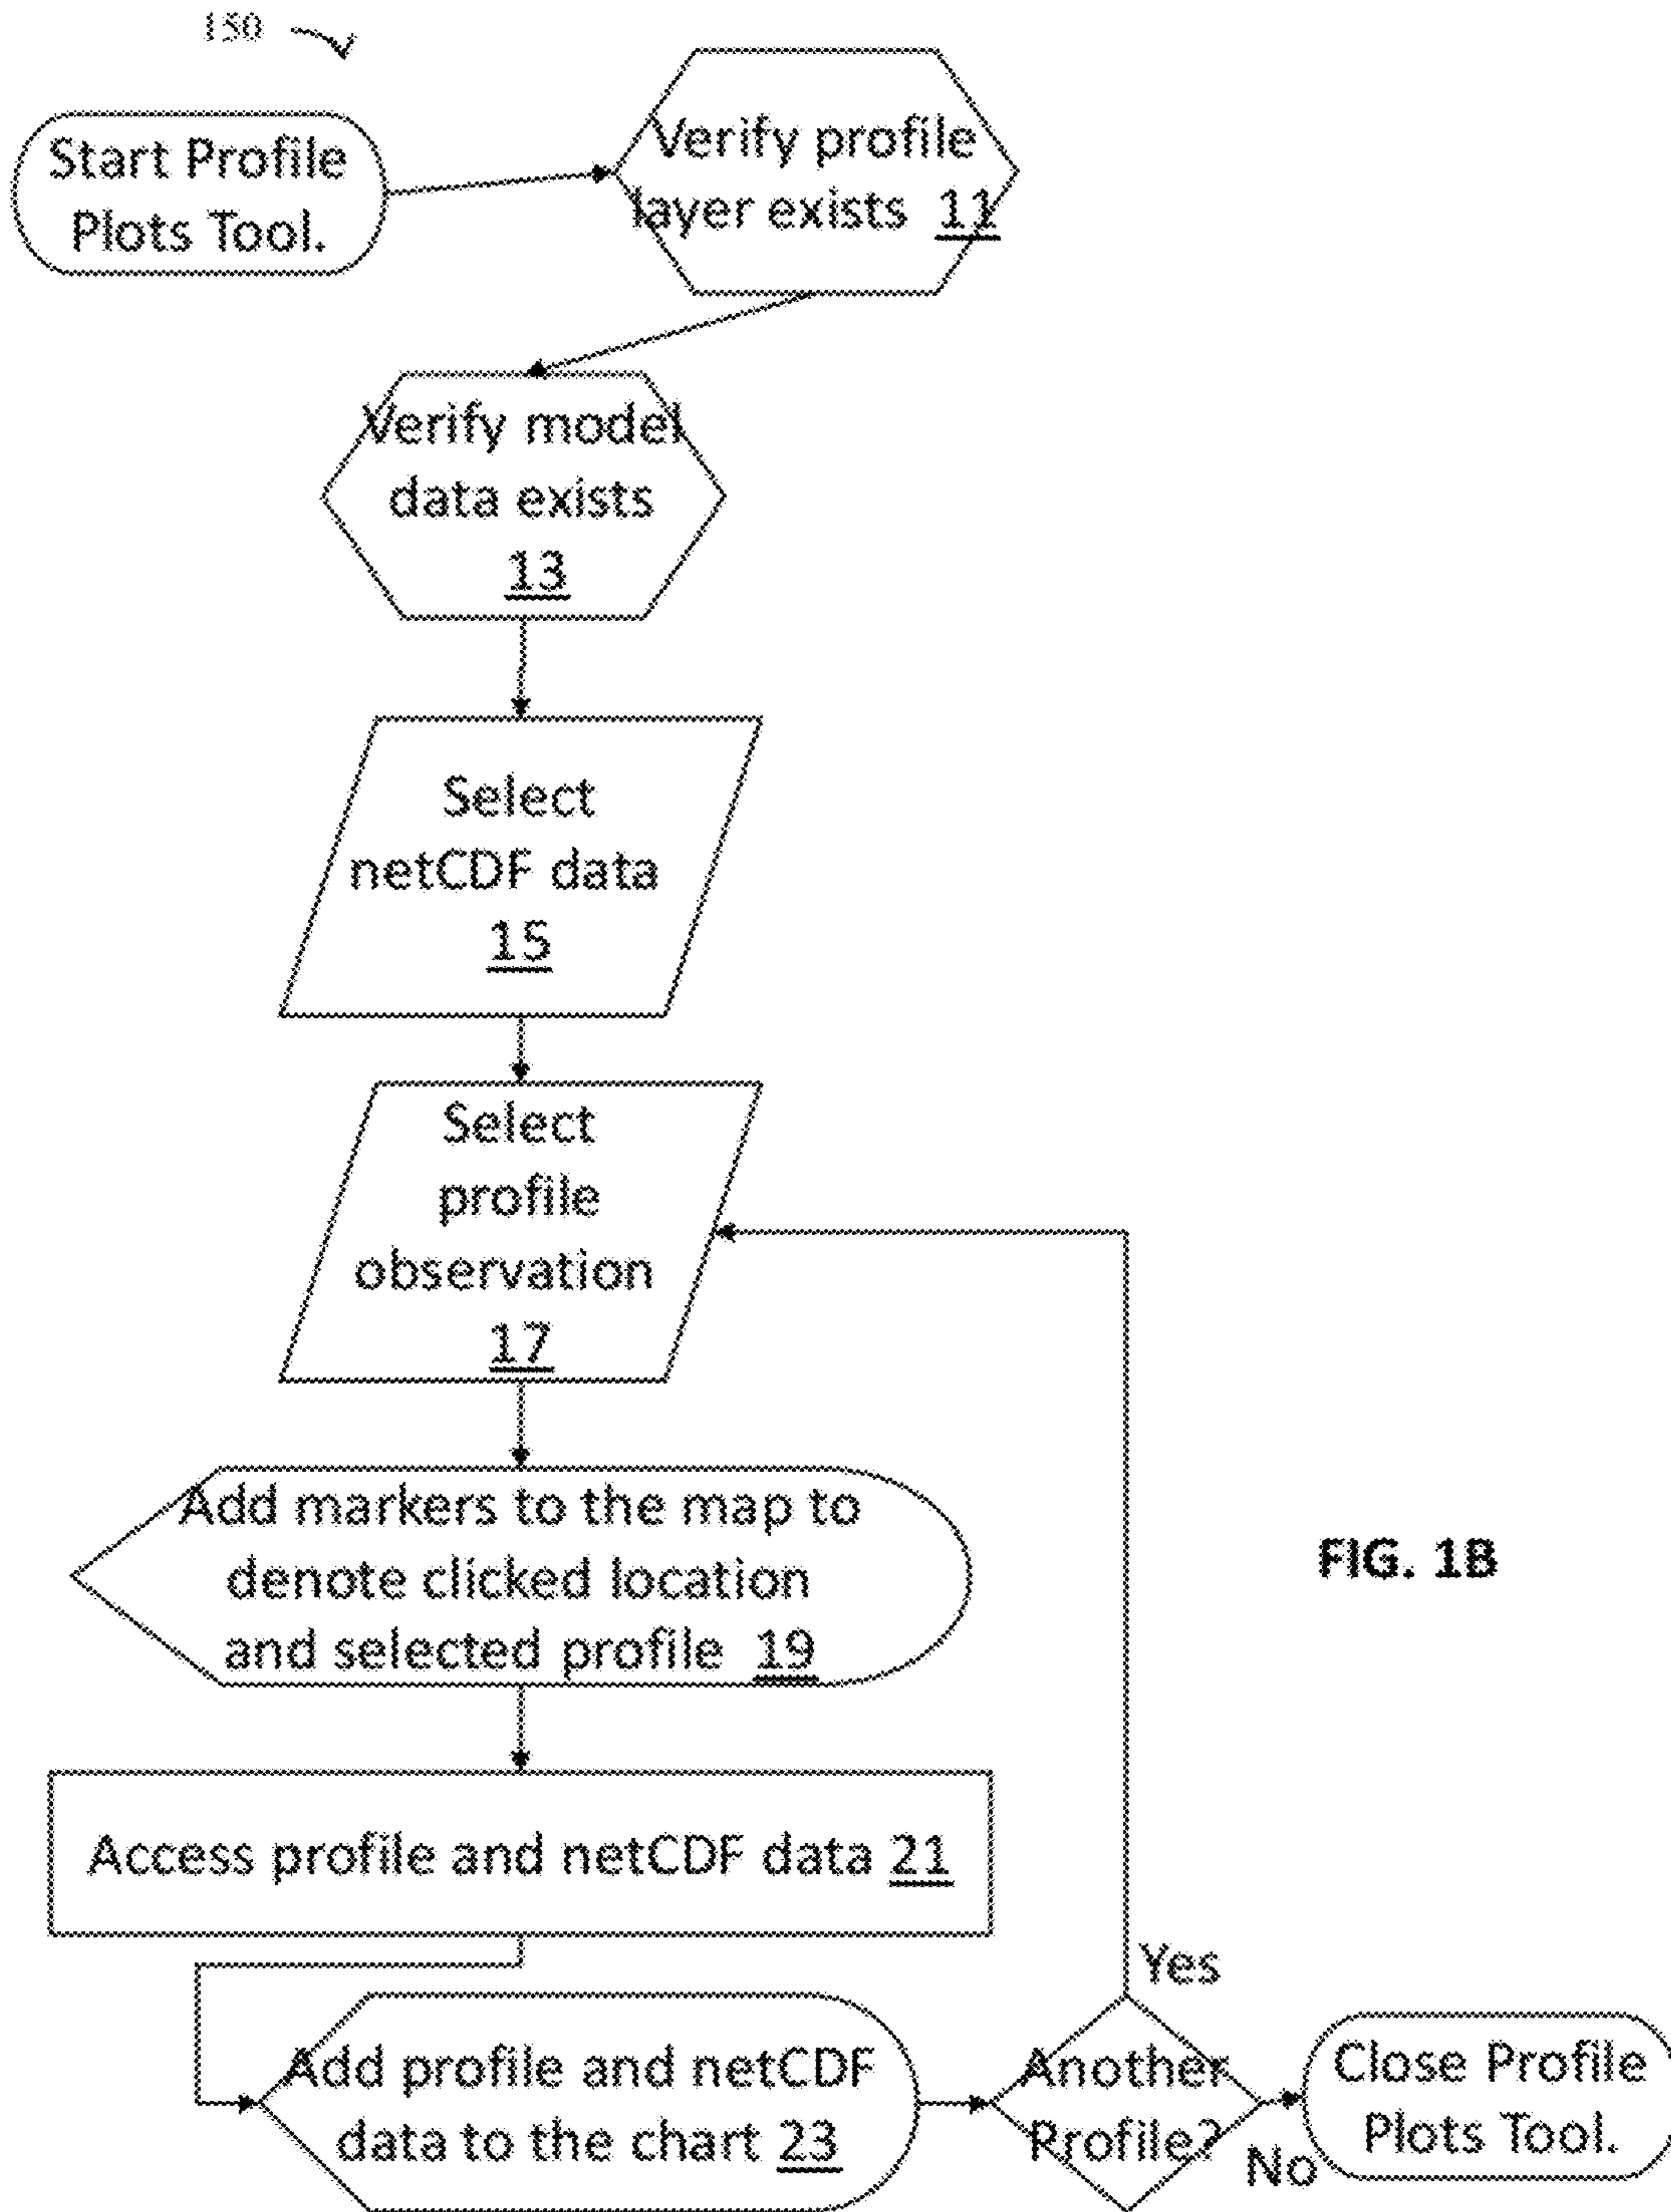 150
Start Profile
Plots Tool.
Verify profile
layer exists 11
Verify model
data exists
13
Select
netCDF data
15
Select
profile
observation
17
Add markers to the map to
denote clicked location
and selected profile 19
FIG. 1B
Access profile and netCDF data 21
Add profile and netCDF
data to the chart 23
Yes
Another
Profile?
No
Close Profile
Plots Tool.